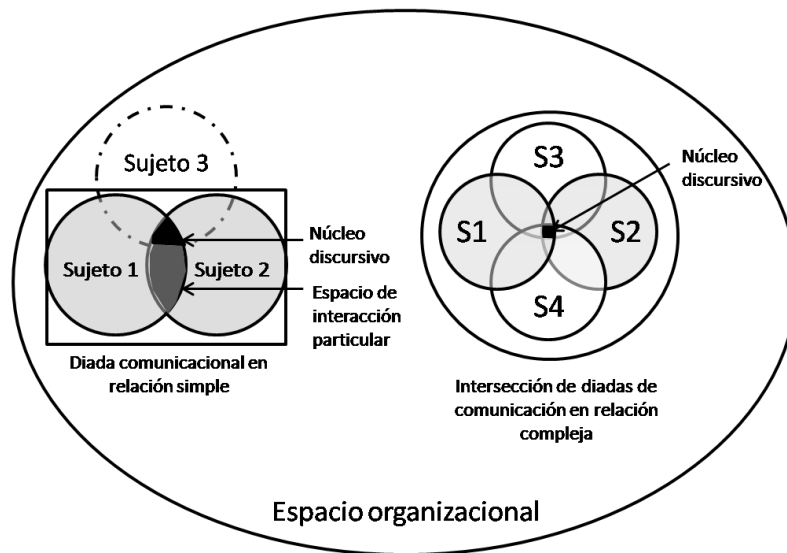 Sujeto 3
Sujeto 1
Sujeto 2
Núcleo
discursivo
Espacio de
interacción
particular
Diada comunicacional en
relación simple
S3
S1
S2
S4
Núcleo
discursivo
Intersección de diadas de
comunicación en relación
compleja
Espacio organizacional